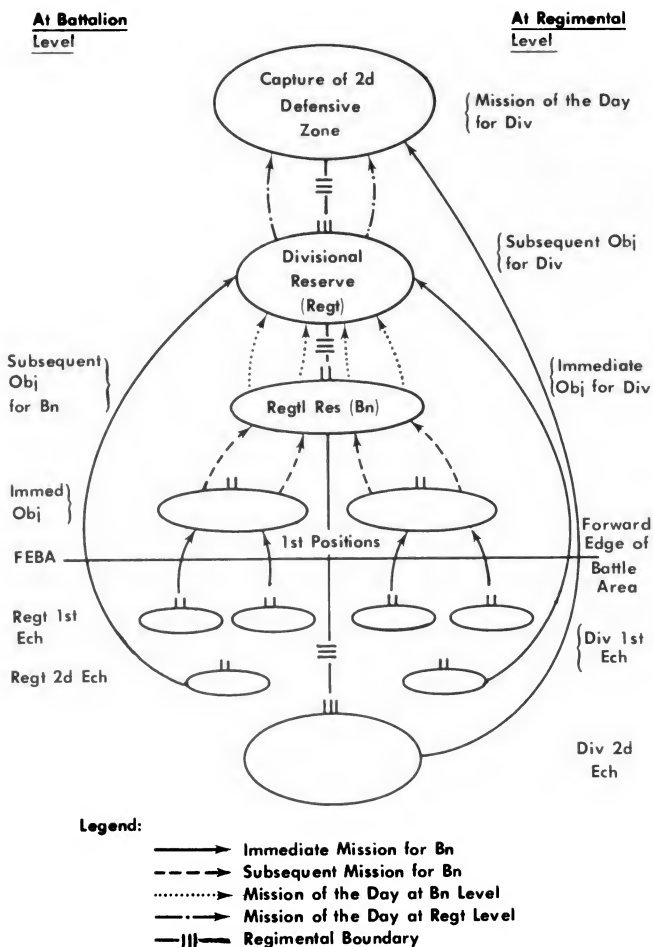 At Battalion
Level
At Regimental
Level
Capture of 2d
Defensive
Zone
Mission of the Day
for Div
Subsequent Obj
for Div
Divisional
Reserve
(Regt)
Subsequent
Obj
for Bn
Immediate
Obj for Div
Regtl Res (Bn)
Immed
Obj
1st Positions
FEBA
Forward
Edge of
Battle
Area
Regt 1st
Ech
Div 1st
Ech
Regt 2d Ech
Div 2d
Ech
Legend:
Immediate Mission for Bn
Subsequent Mission for Bn
Mission of the Day at Bn Level
Mission of the Day at Regt Level
Regimental Boundary